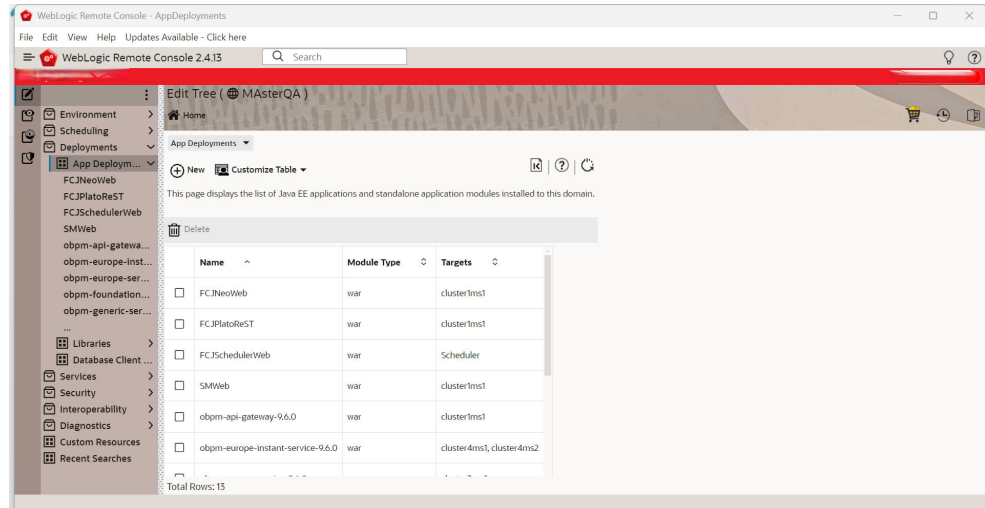 WebLogic Remote Console - AppDeployments
File Edit View Help Updates Available - Click here
WebLogic Remote Console 2.4.13
Search
Edit Tree ( MAsterQA )
Home
Environment
Scheduling
Deployments
App Deploym...
FCJNeoWeb
FCJPlatoReST
FCJSchedulerWeb
SMWeb
obpm-api-gatewa...
obpm-europe-inst...
obpm-europe-ser...
obpm-foundation...
obpm-generic-ser...
...
Libraries
Database Client ...
Services
Security
Interoperability
Diagnostics
Custom Resources
Recent Searches
App Deployments
New Customize Table
This page displays the list of Java EE applications and standalone application modules installed to this domain.
Delete
Name Module Type Targets
FCJNeoWeb war cluster1ms1
FCJPlatoReST war cluster1ms1
FCJSchedulerWeb war Scheduler
SMWeb war cluster1ms1
obpm-api-gateway-9.6.0 war cluster1ms1
obpm-europe-instant-service-9.6.0 war cluster4ms1, cluster4ms2
Total Rows: 13